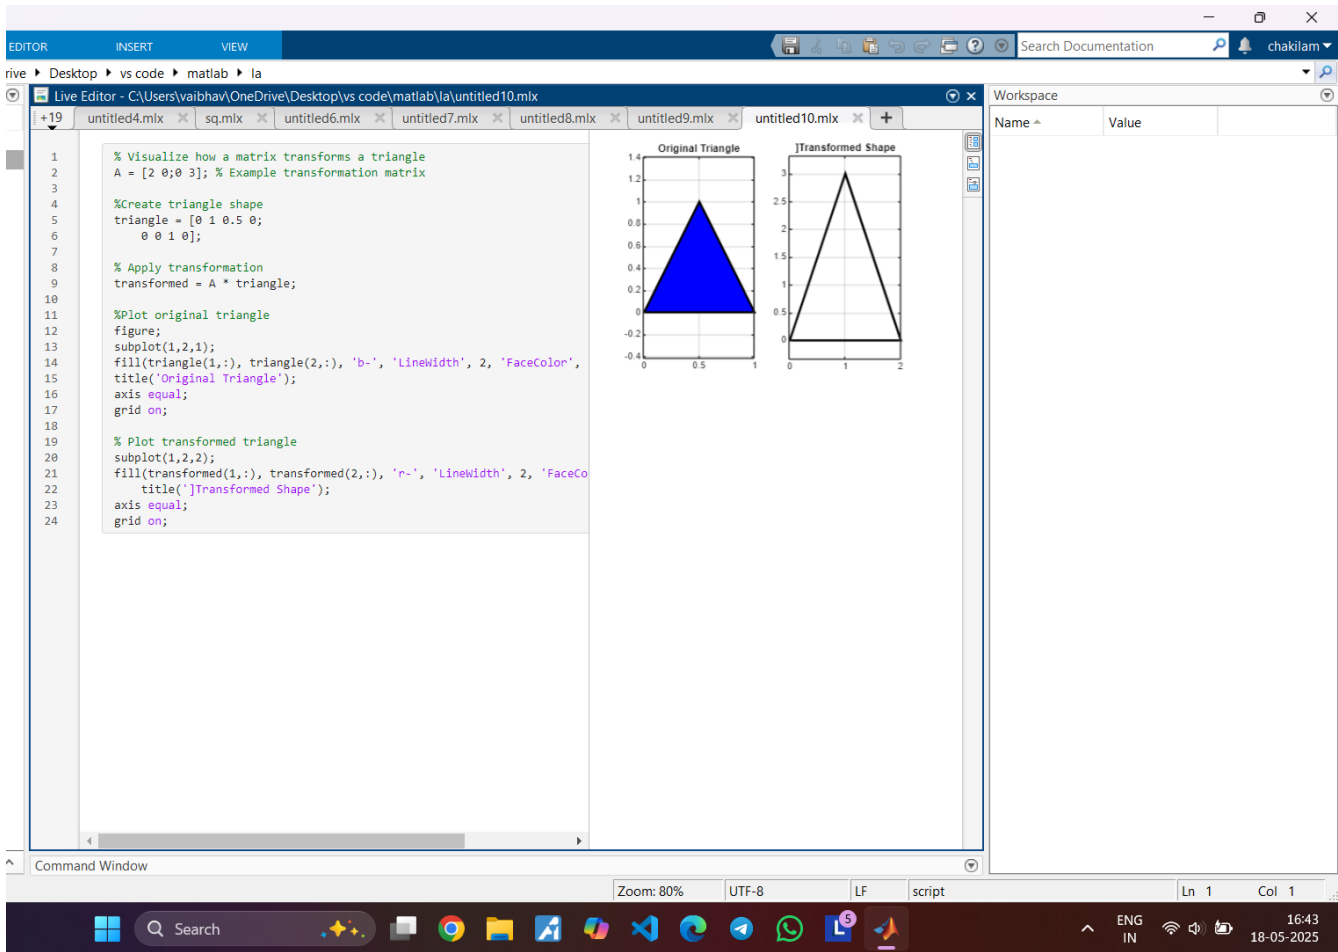 EDITOR INSERT VIEW Search Documentation chakilam
rive Desktop vs code matlab la
Live Editor - C:\Users\vaibhav\OneDrive\Desktop\vs code\matlab\la\untitled10.mlx
Workspace
+19 untitled4.mlx sq.mlx untitled6.mlx untitled7.mlx untitled8.mlx untitled9.mlx untitled10.mlx +
Name Value
1 % Visualize how a matrix transforms a triangle
2 A = [2 0;0 3]; % Example transformation matrix
3
4 %Create triangle shape
5 triangle = [0 1 0.5 0;
6 0 0 1 0];
7
8 % Apply transformation
9 transformed = A * triangle;
10
11 %Plot original triangle
12 figure;
13 subplot(1,2,1);
14 fill(triangle(1,:), triangle(2,:), 'b-', 'LineWidth', 2, 'FaceColor',
15 title('Original Triangle');
16 axis equal;
17 grid on;
18
19 % Plot transformed triangle
20 subplot(1,2,2);
21 fill(transformed(1,:), transformed(2,:), 'r-', 'LineWidth', 2, 'FaceCo
22 title(']Transformed Shape');
23 axis equal;
24 grid on;
Original Triangle
1.4
1.2
1
0.8
0.6
0.4
0.2
0
-0.2
-0.4
0 0.5 1
]Transformed Shape
3
2.5
2
1.5
1
0.5
0
0 1 2
Command Window
Zoom: 80% UTF-8 LF script Ln 1 Col 1
Search
L 5
ENG
IN
16:43
18-05-2025